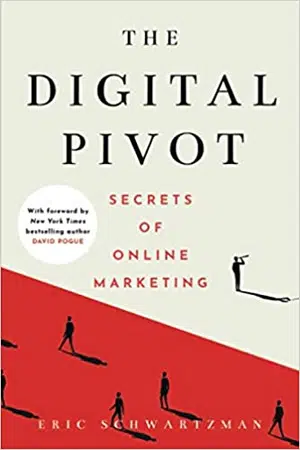 THE
DIGITAL
PIVOT
SECRETS
OF
ONLINE
MARKETING
With foreword by
New York Times
bestselling author
DAVID POGUE
ERIC SCHWARTZMAN